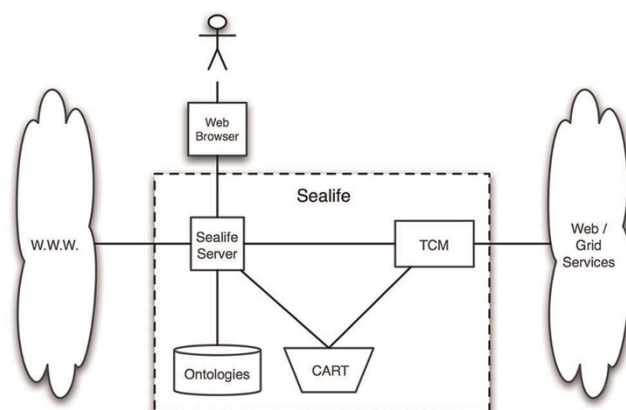 Web
Browser
Sealife
W.W.W.
Sealife
Server
TCM
Web /
Grid
Services
Ontologies
CART